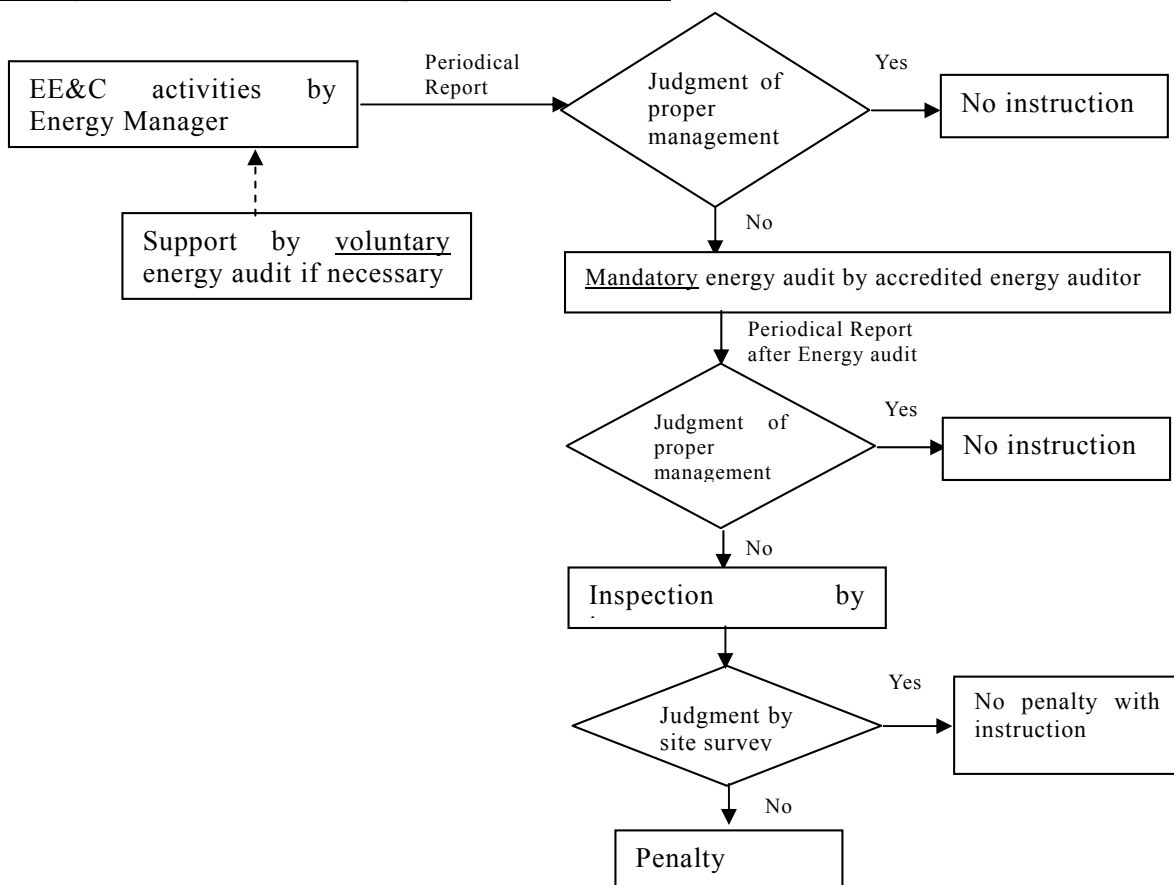 EE&C activities by
Energy Manager
Periodical
Report
Judgment of
proper
management
Yes
No instruction
Support by voluntary
energy audit if necessary
No
Mandatory energy audit by accredited energy auditor
Periodical Report
after Energy audit
Judgment of
proper
management
Yes
No instruction
No
Inspection by
Judgment by
site survey
Yes
No penalty with
instruction
No
Penalty